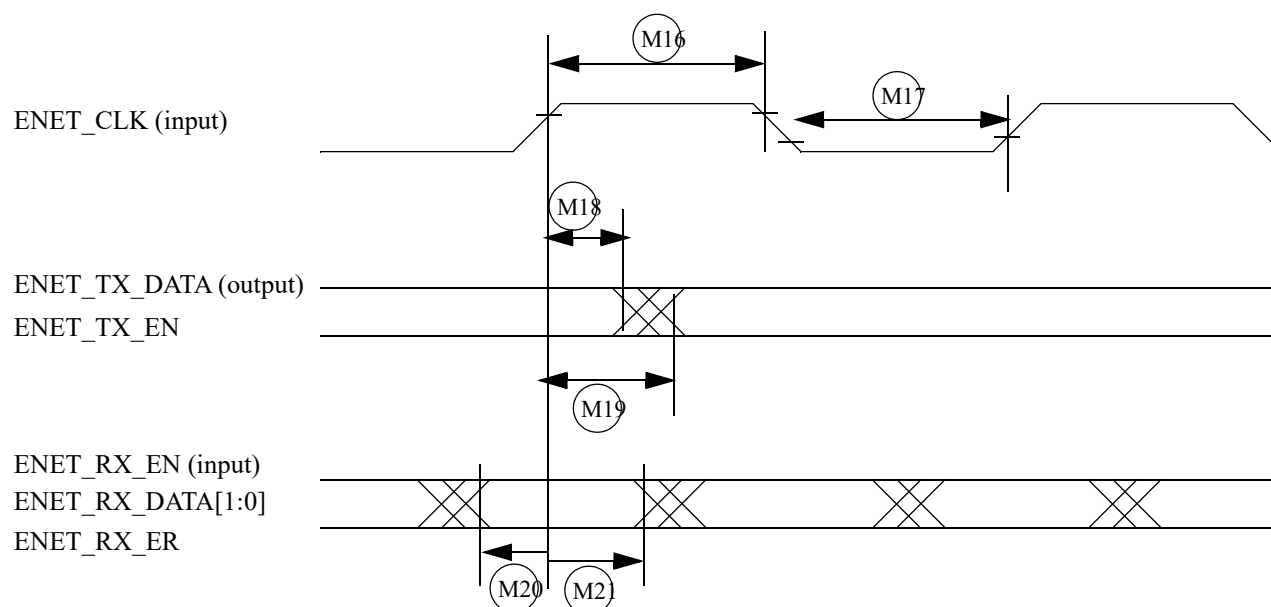 M16
ENET_CLK (input)
M17
M18
ENET_TX_DATA (output)
ENET_TX_EN
M19
ENET_RX_EN (input)
ENET_RX_DATA[1:0]
ENET_RX_ER
M20
M21